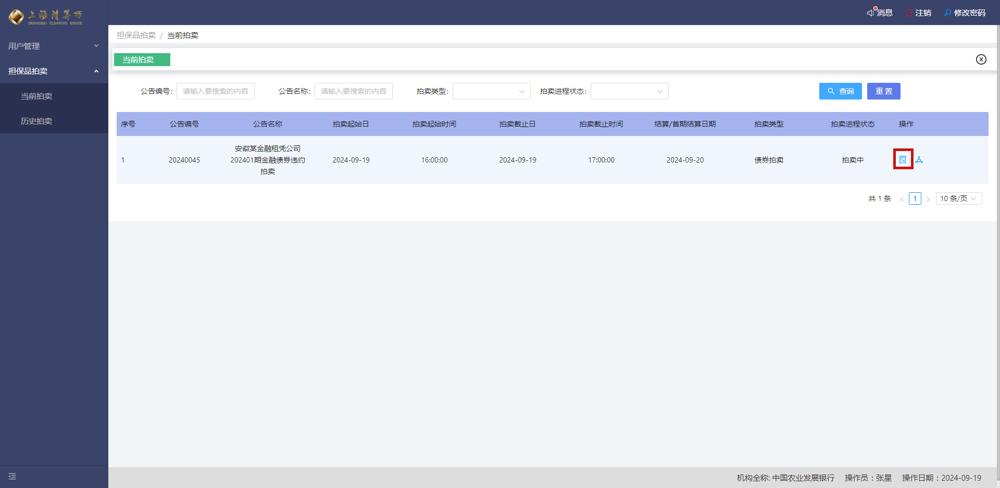 上海清算所
SHANGHAI CLEARING HOUSE
消息 注销 修改密码
用户管理
担保品拍卖
当前拍卖
历史拍卖
担保品拍卖 / 当前拍卖
当前拍卖
公告编号: 请输入要搜索的内容 公告名称: 请输入要搜索的内容 拍卖类型: 拍卖进程状态: 查询 重置
序号 公告编号 公告名称 拍卖起始日 拍卖起始时间 拍卖截止日 拍卖截止时间 结算/首期结算日期 拍卖类型 拍卖进程状态 操作
1 20240045 安徽某金融租凭公司
202401期金融债券违约
拍卖 2024-09-19 16:00:00 2024-09-19 17:00:00 2024-09-20 债券拍卖 拍卖中
共 1 条 < 1 > 10 条/页
机构全称: 中国农业发展银行 操作员：张星 操作日期：2024-09-19